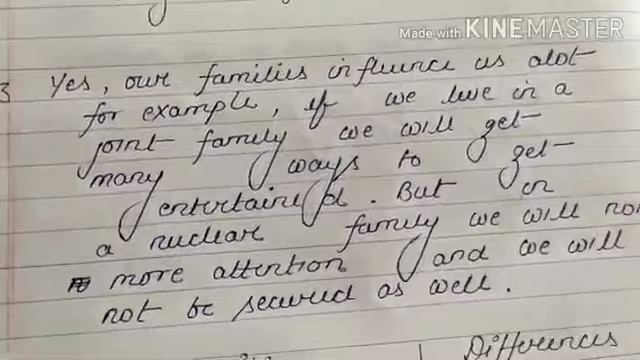 Made with KINEMASTER
3 Yes, our families influence us alot
for example, if we live in a
joint family we will get
many ways to get
entertained. But in
a nuclear family we will no
more attention and we will
not be secured as well.
Differences